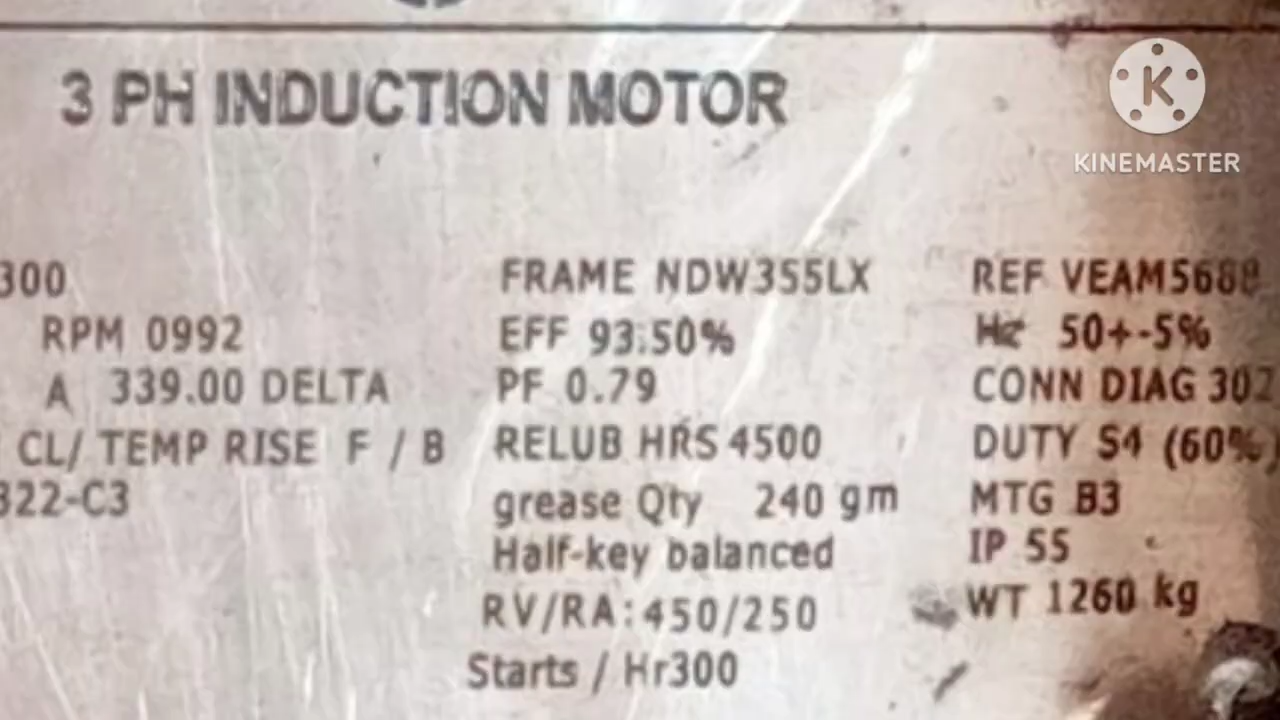 3 PH INDUCTION MOTOR
KINEMASTER
300 FRAME NDW355LX REF VEAM5688
RPM 0992 EFF 93.50% Hz 50+-5%
A 339.00 DELTA PF 0.79 CONN DIAG 302
CL/ TEMP RISE F / B RELUB HRS 4500 DUTY S4 (60%)
322-C3 grease Qty 240 gm MTG B3
Half-key balanced IP 55
RV/RA:450/250 WT 1260 kg
Starts / Hr300